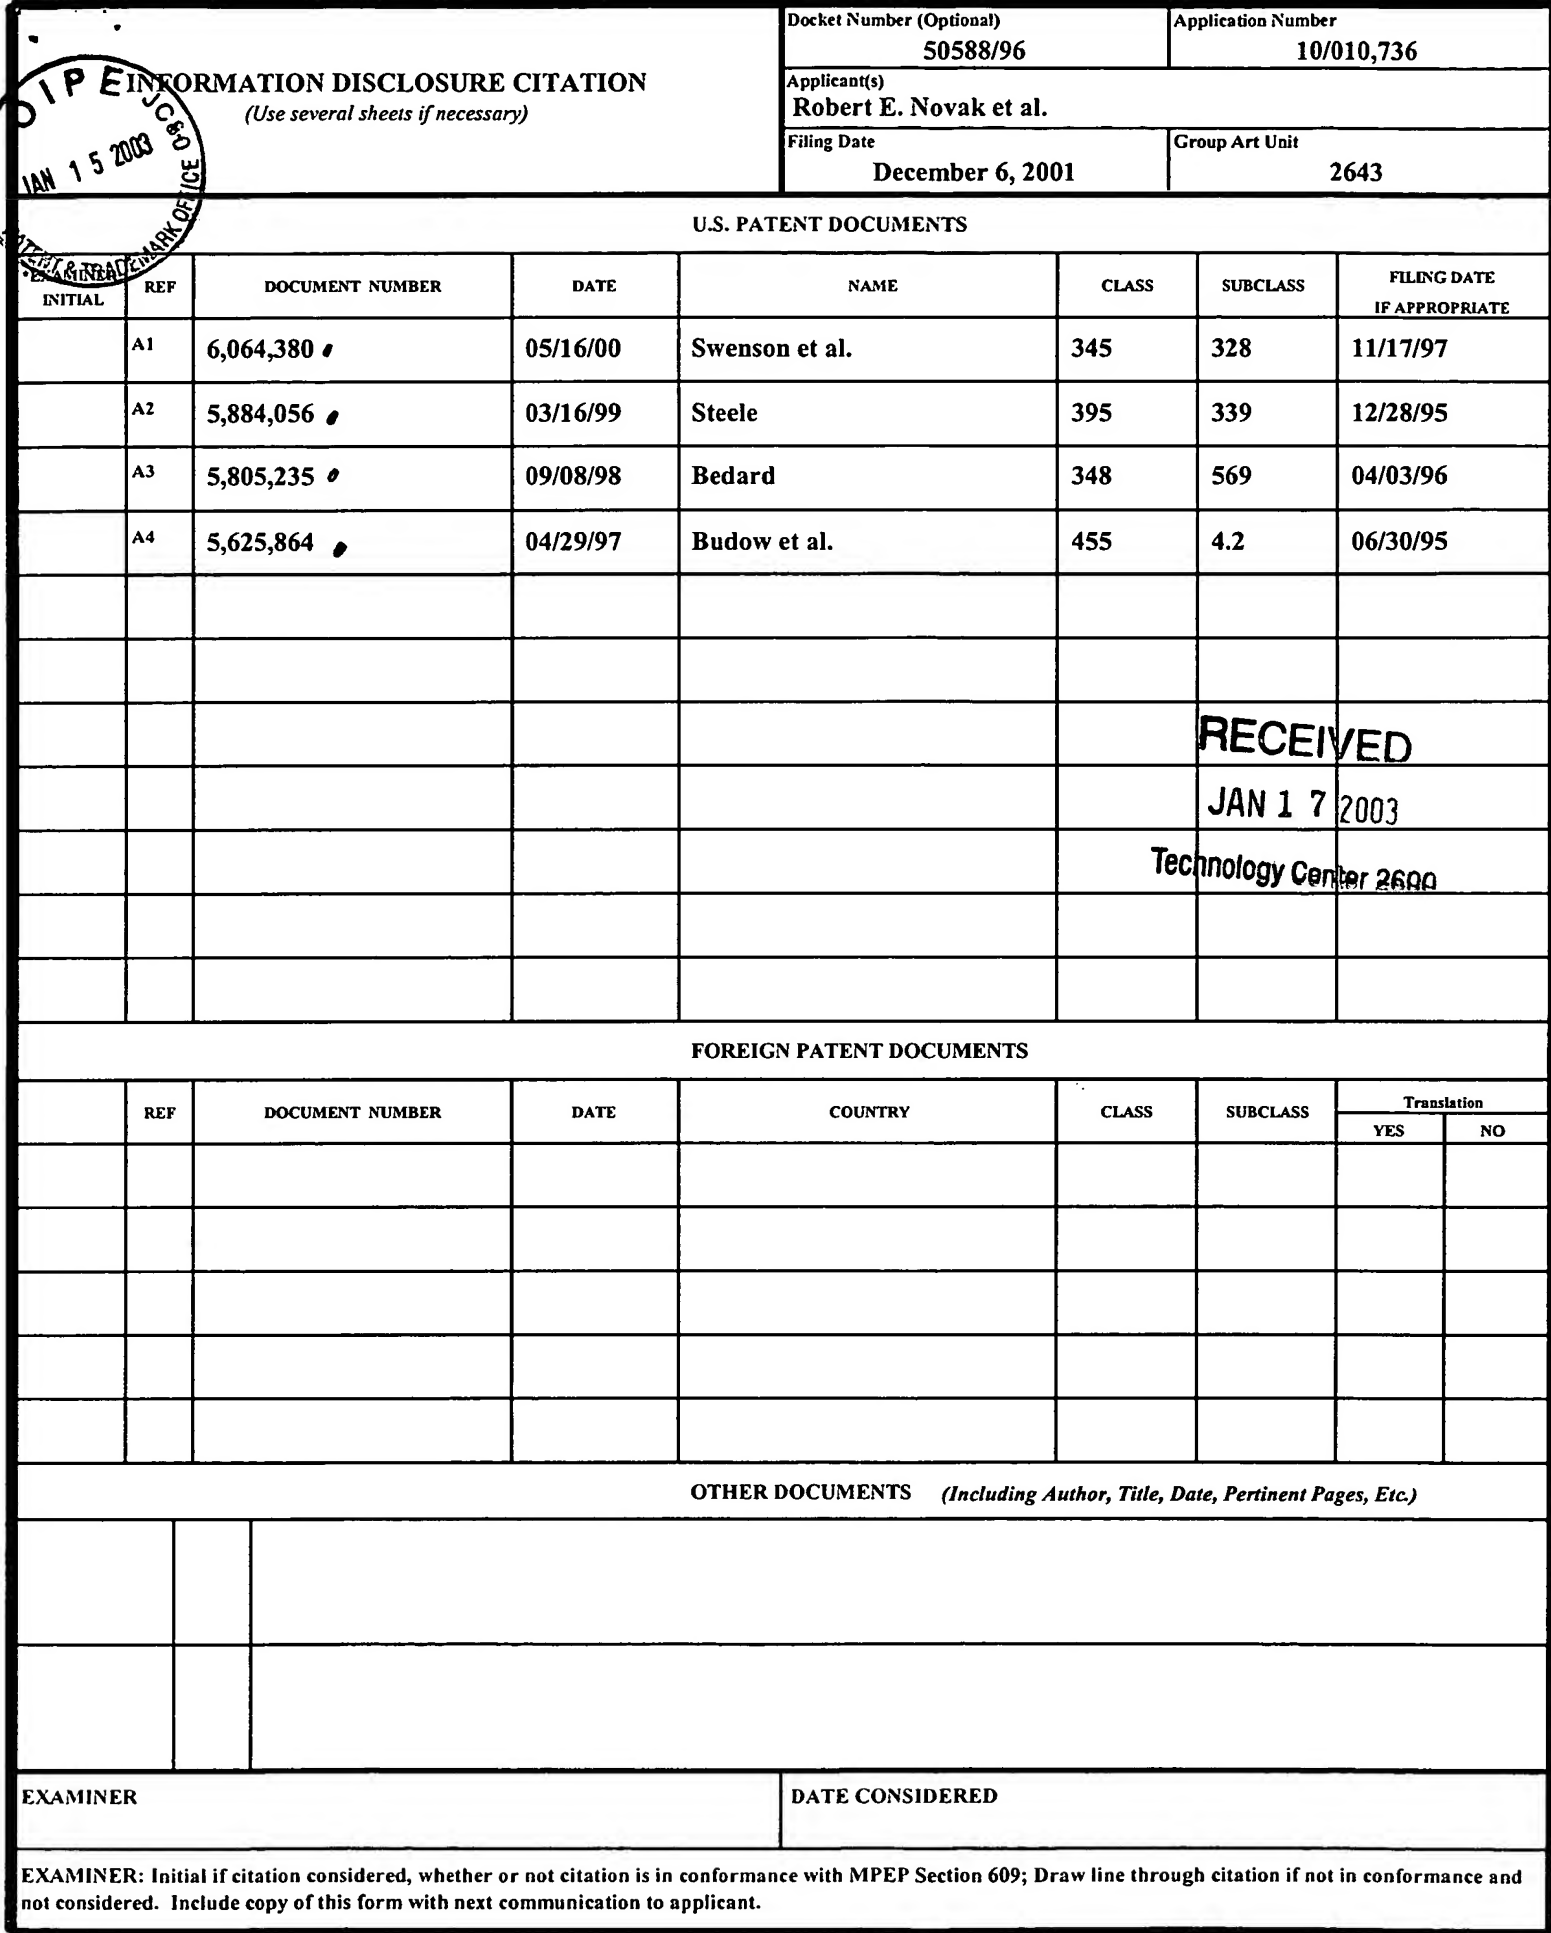 Docket Number (Optional)
50588/96
Application Number
10/010,736
INFORMATION DISCLOSURE CITATION
(Use several sheets if necessary)
Applicant(s)
Robert E. Novak et al.
Filing Date
December 6, 2001
Group Art Unit
2643
OIPE
JAN 15 2003
PATENT & TRADEMARK OFFICE
U.S. PATENT DOCUMENTS
EXAMINER INITIAL REF DOCUMENT NUMBER DATE NAME CLASS SUBCLASS FILING DATE IF APPROPRIATE
A1 6,064,380 05/16/00 Swenson et al. 345 328 11/17/97
A2 5,884,056 03/16/99 Steele 395 339 12/28/95
A3 5,805,235 09/08/98 Bedard 348 569 04/03/96
A4 5,625,864 04/29/97 Budow et al. 455 4.2 06/30/95
RECEIVED
JAN 17 2003
Technology Center 2600
FOREIGN PATENT DOCUMENTS
REF DOCUMENT NUMBER DATE COUNTRY CLASS SUBCLASS Translation
YES NO
OTHER DOCUMENTS (Including Author, Title, Date, Pertinent Pages, Etc.)
EXAMINER
DATE CONSIDERED
EXAMINER: Initial if citation considered, whether or not citation is in conformance with MPEP Section 609; Draw line through citation if not in conformance and
not considered. Include copy of this form with next communication to applicant.